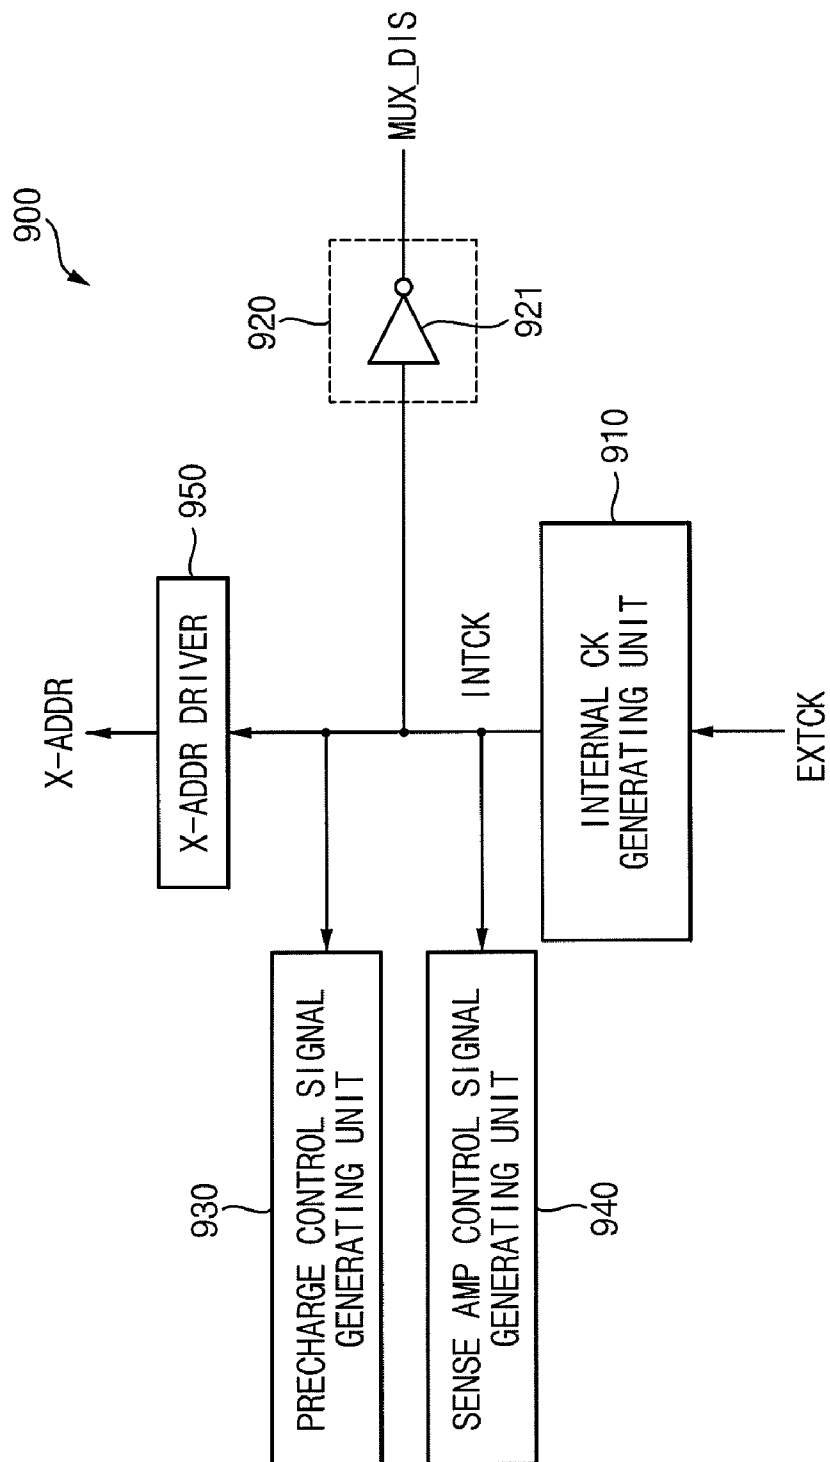 900
X-ADDR
950
X-ADDR DRIVER
920
MUX_DIS
921
930
PRECHARGE CONTROL SIGNAL
GENERATING UNIT
INTCK
940
SENSE AMP CONTROL SIGNAL
GENERATING UNIT
910
INTERNAL CK
GENERATING UNIT
EXTCK